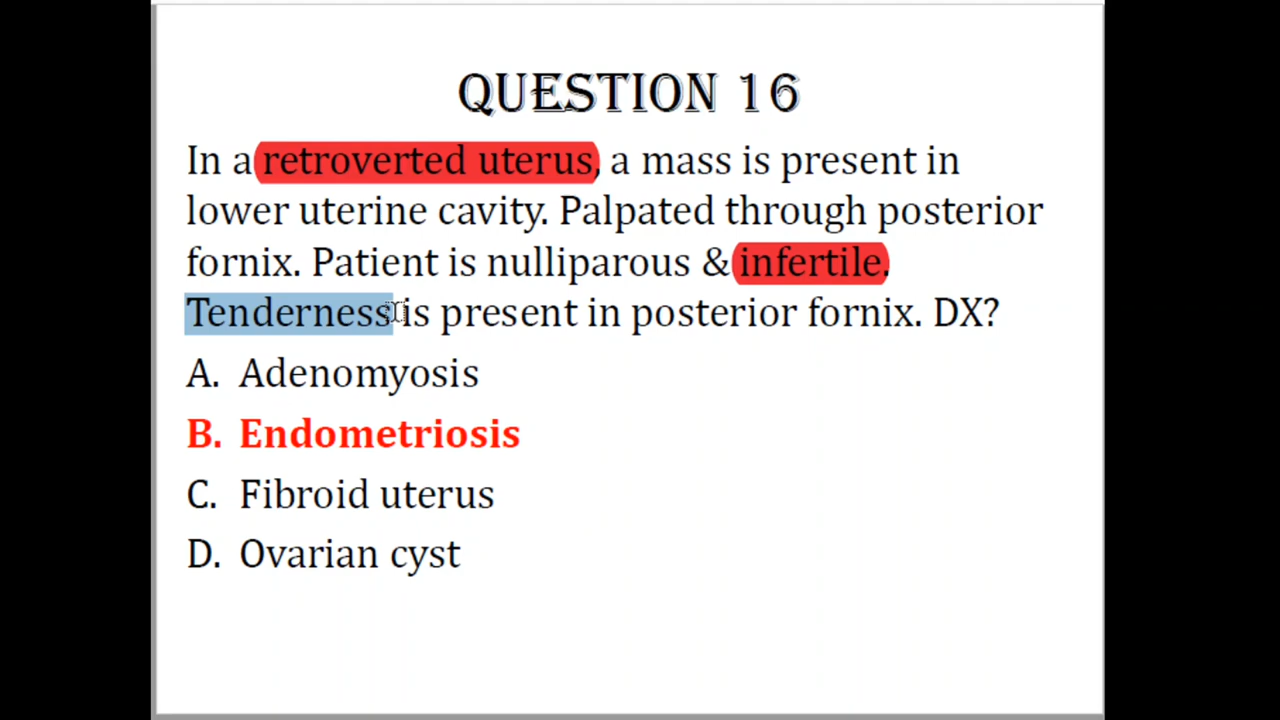 QUESTION 16
In a retroverted uterus, a mass is present in
lower uterine cavity. Palpated through posterior
fornix. Patient is nulliparous & infertile.
Tenderness is present in posterior fornix. DX?
A. Adenomyosis
B. Endometriosis
C. Fibroid uterus
D. Ovarian cyst